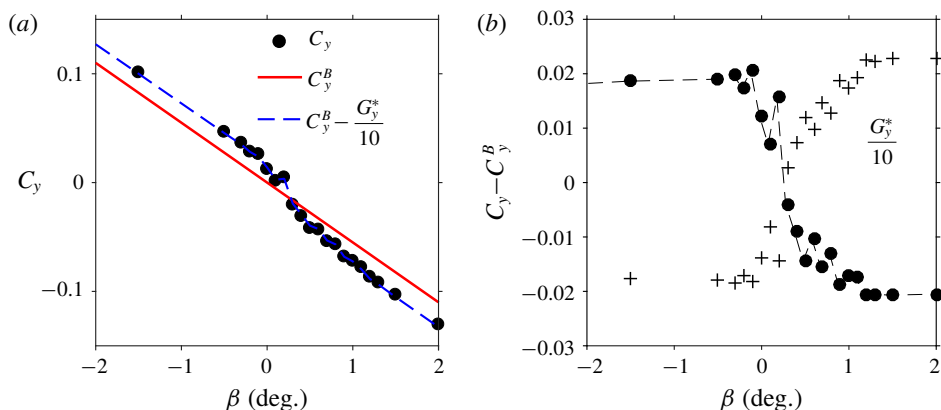 (a)
0.1
0
−0.1
C_y
−2 −1 0 1 2
β (deg.)
C_y
C_y^B
C_y^B − G_y^*/10
(b)
0.03
0.02
0.01
0
−0.01
−0.02
−0.03
C_y−C_y^B
−2 −1 0 1 2
β (deg.)
G_y^*/10